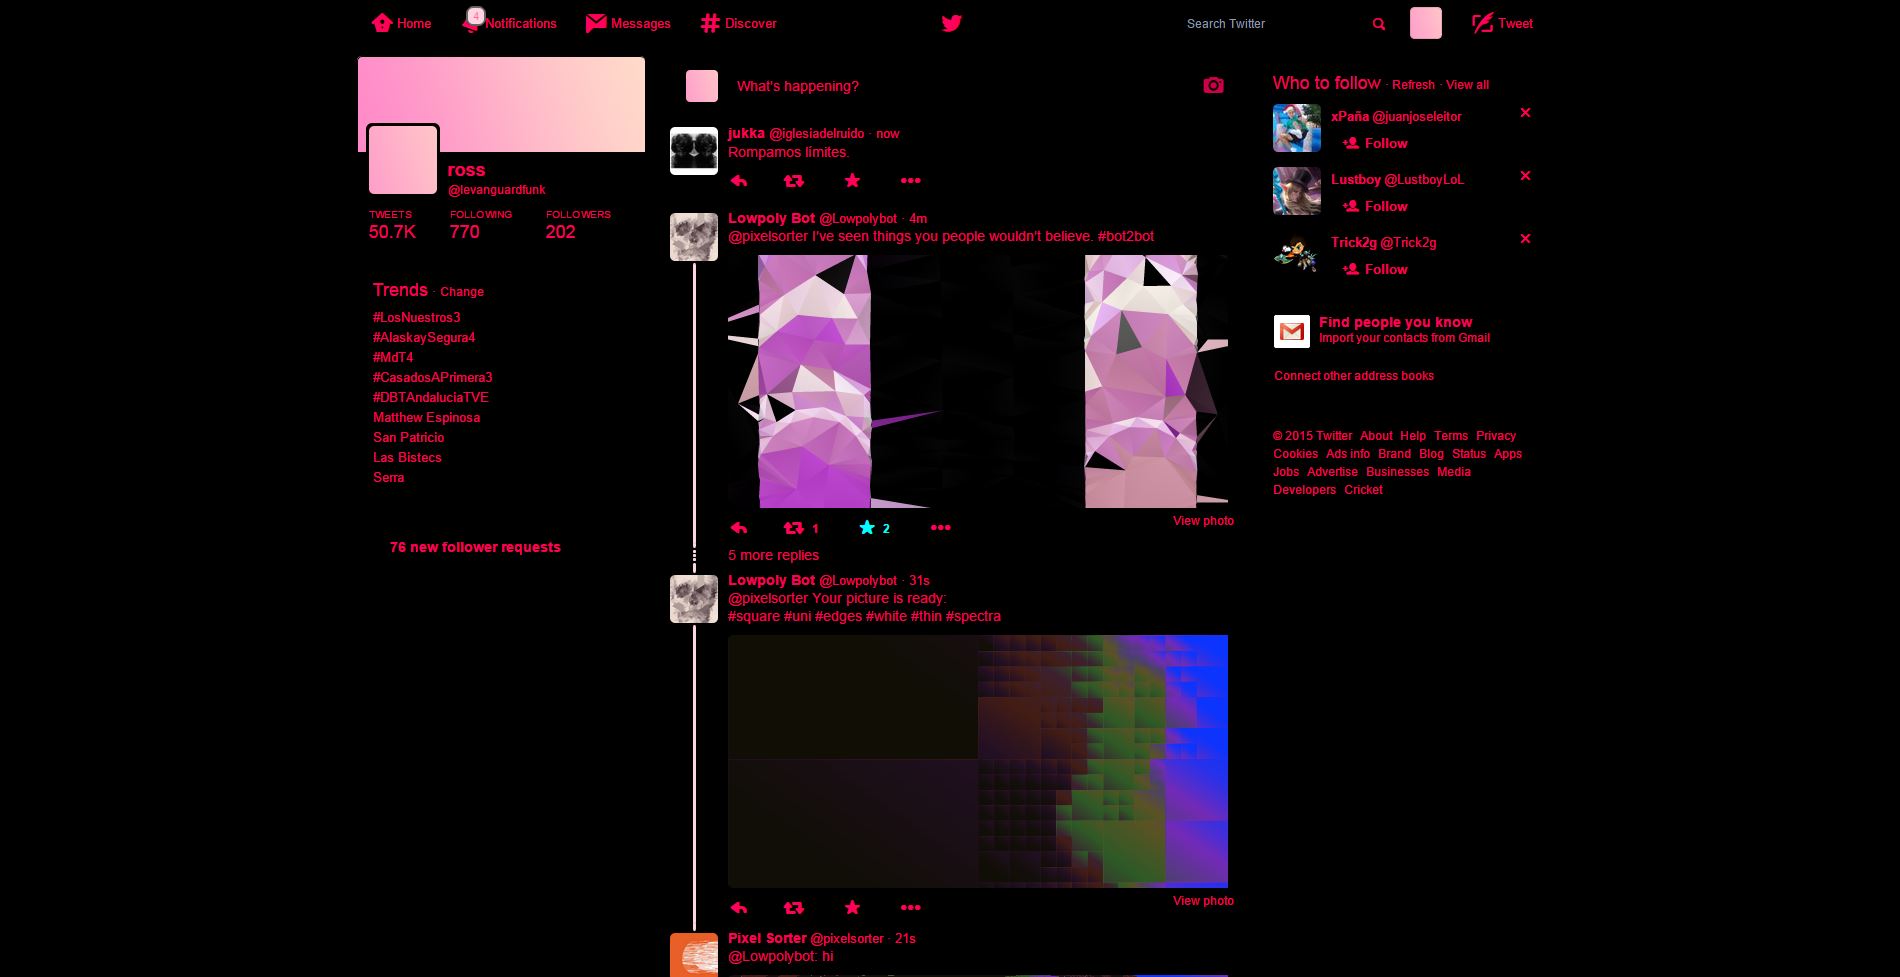 Home
4
Notifications
Messages
Discover
Search Twitter
Tweet
ross
@levanguardfunk
TWEETS FOLLOWING FOLLOWERS
50.7K 770 202
Trends · Change
#LosNuestros3
#AlaskaySegura4
#MdT4
#CasadosAPrimera3
#DBTAndaluciaTVE
Matthew Espinosa
San Patricio
Las Bistecs
Serra
76 new follower requests
What's happening?
jukka @iglesiadelruido · now
Rompamos límites.
Lowpoly Bot @Lowpolybot · 4m
@pixelsorter I've seen things you people wouldn't believe. #bot2bot
1
2
View photo
5 more replies
Lowpoly Bot @Lowpolybot · 31s
@pixelsorter Your picture is ready:
#square #uni #edges #white #thin #spectra
View photo
Pixel Sorter @pixelsorter · 21s
@Lowpolybot: hi
Who to follow · Refresh · View all
xPaña @juanjoseleitor
Follow
Lustboy @LustboyLoL
Follow
Trick2g @Trick2g
Follow
Find people you know
Import your contacts from Gmail
Connect other address books
© 2015 Twitter About Help Terms Privacy
Cookies Ads info Brand Blog Status Apps
Jobs Advertise Businesses Media
Developers Cricket